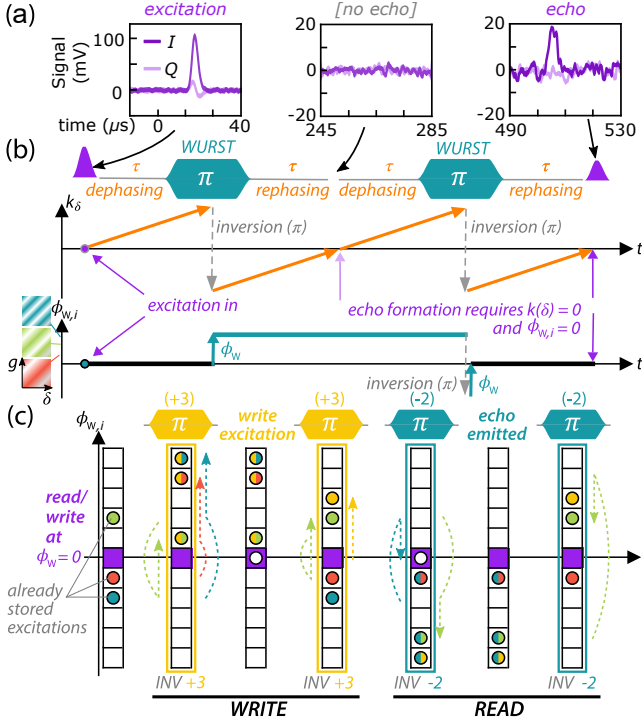 (a)
excitation
[no echo]
echo
Signal
(mV)
100
50
0
I
Q
0
40
time (μs)
20
0
-20
245
285
20
0
-20
490
530
(b)
WURST
WURST
τ
π
τ
τ
π
τ
dephasing
rephasing
dephasing
rephasing
k_δ
inversion (π)
inversion (π)
t
excitation in
echo formation requires k(δ) = 0
and ϕ_W,i = 0
ϕ_W,i
g
δ
ϕ_W
ϕ_W
inversion (π)
t
(c)
ϕ_W,i
(+3)
π
write
excitation
(+3)
π
(-2)
π
echo
emitted
(-2)
π
read/
write
at
ϕ_W = 0
already
stored
excitations
INV +3
INV +3
INV -2
INV -2
WRITE
READ